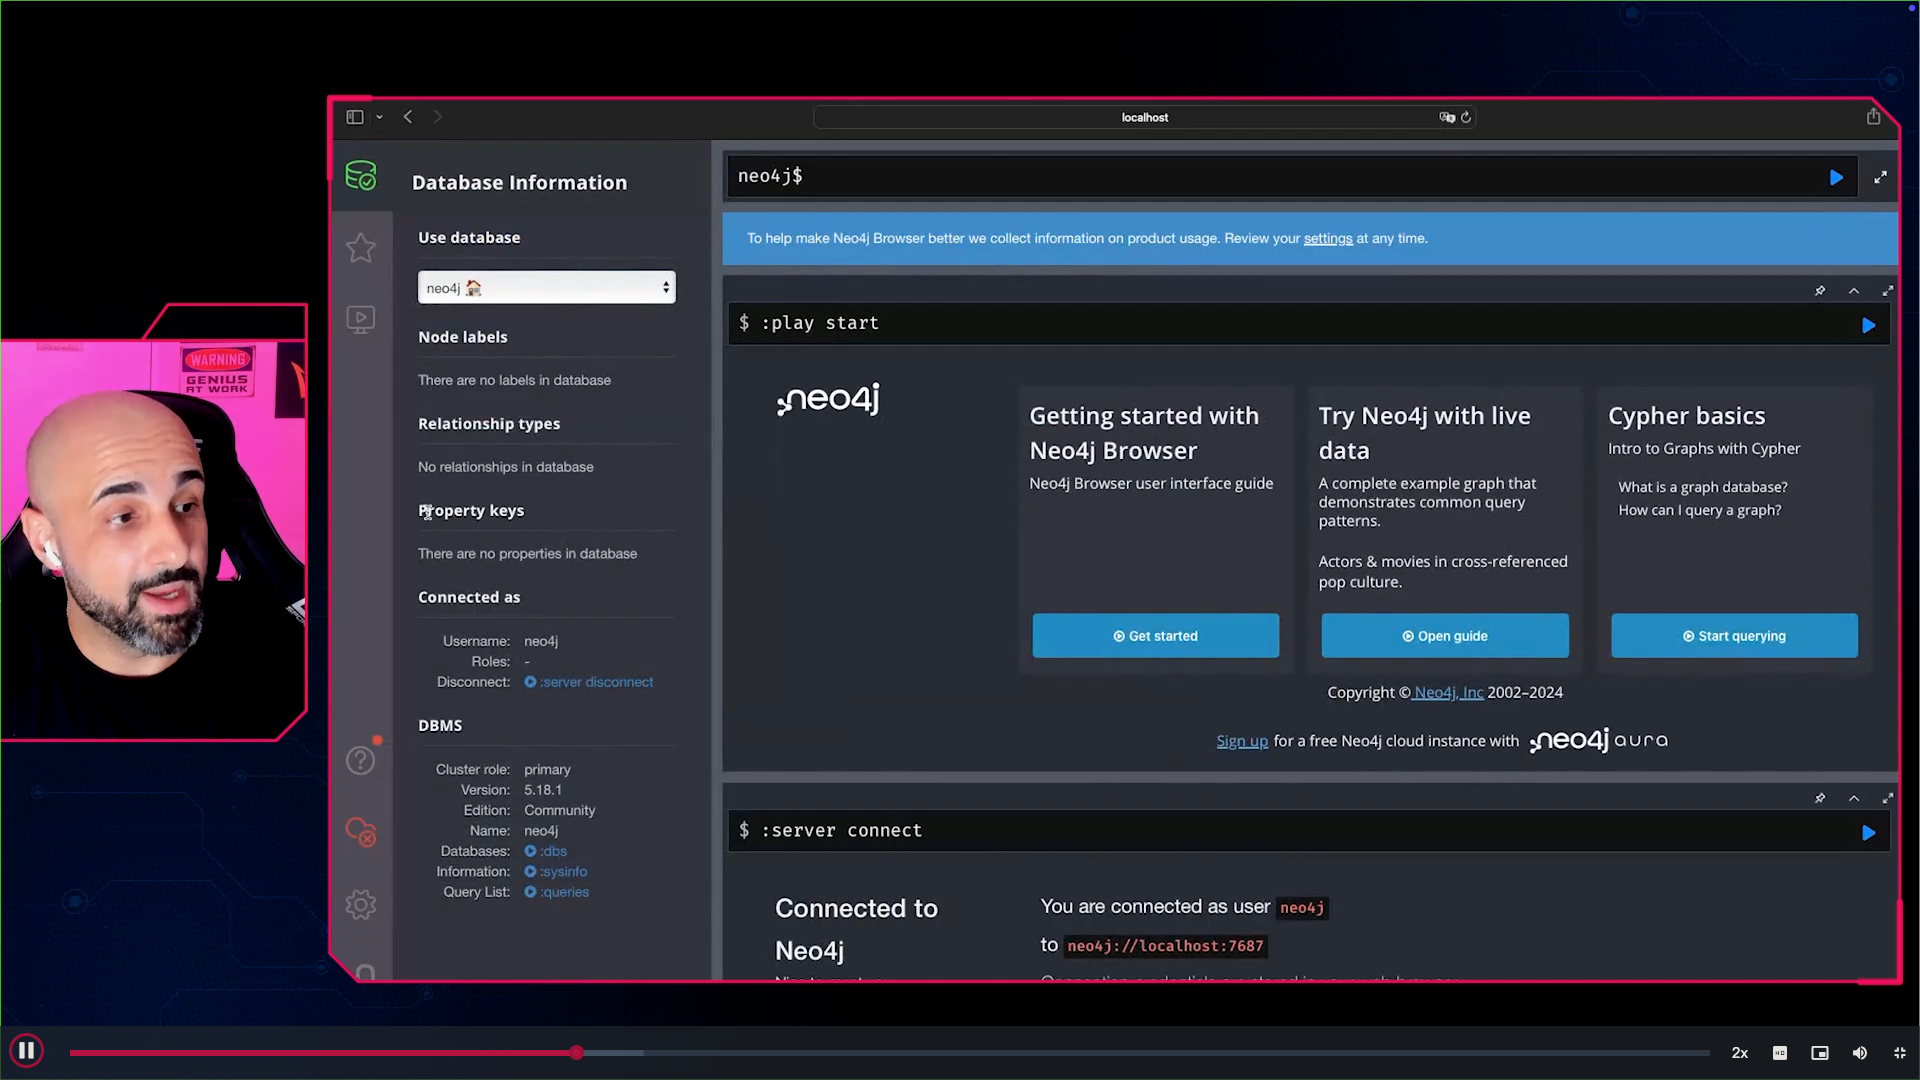 localhost
Database Information
Use database
neo4j 🏠
Node labels
There are no labels in database
Relationship types
No relationships in database
Property keys
There are no properties in database
Connected as
Username: neo4j
Roles: -
Disconnect: :server disconnect
DBMS
Cluster role: primary
Version: 5.18.1
Edition: Community
Name: neo4j
Databases: :dbs
Information: :sysinfo
Query List: :queries
neo4j$
To help make Neo4j Browser better we collect information on product usage. Review your settings at any time.
$ :play start
neo4j
Getting started with
Neo4j Browser
Neo4j Browser user interface guide
Get started
Try Neo4j with live
data
A complete example graph that
demonstrates common query
patterns.
Actors & movies in cross-referenced
pop culture.
Open guide
Cypher basics
Intro to Graphs with Cypher
What is a graph database?
How can I query a graph?
Start querying
Copyright © Neo4j, Inc 2002–2024
Sign up for a free Neo4j cloud instance with neo4j aura
$ :server connect
Connected to
Neo4j
You are connected as user neo4j
to neo4j://localhost:7687
WARNING
GENIUS
AT WORK
2x